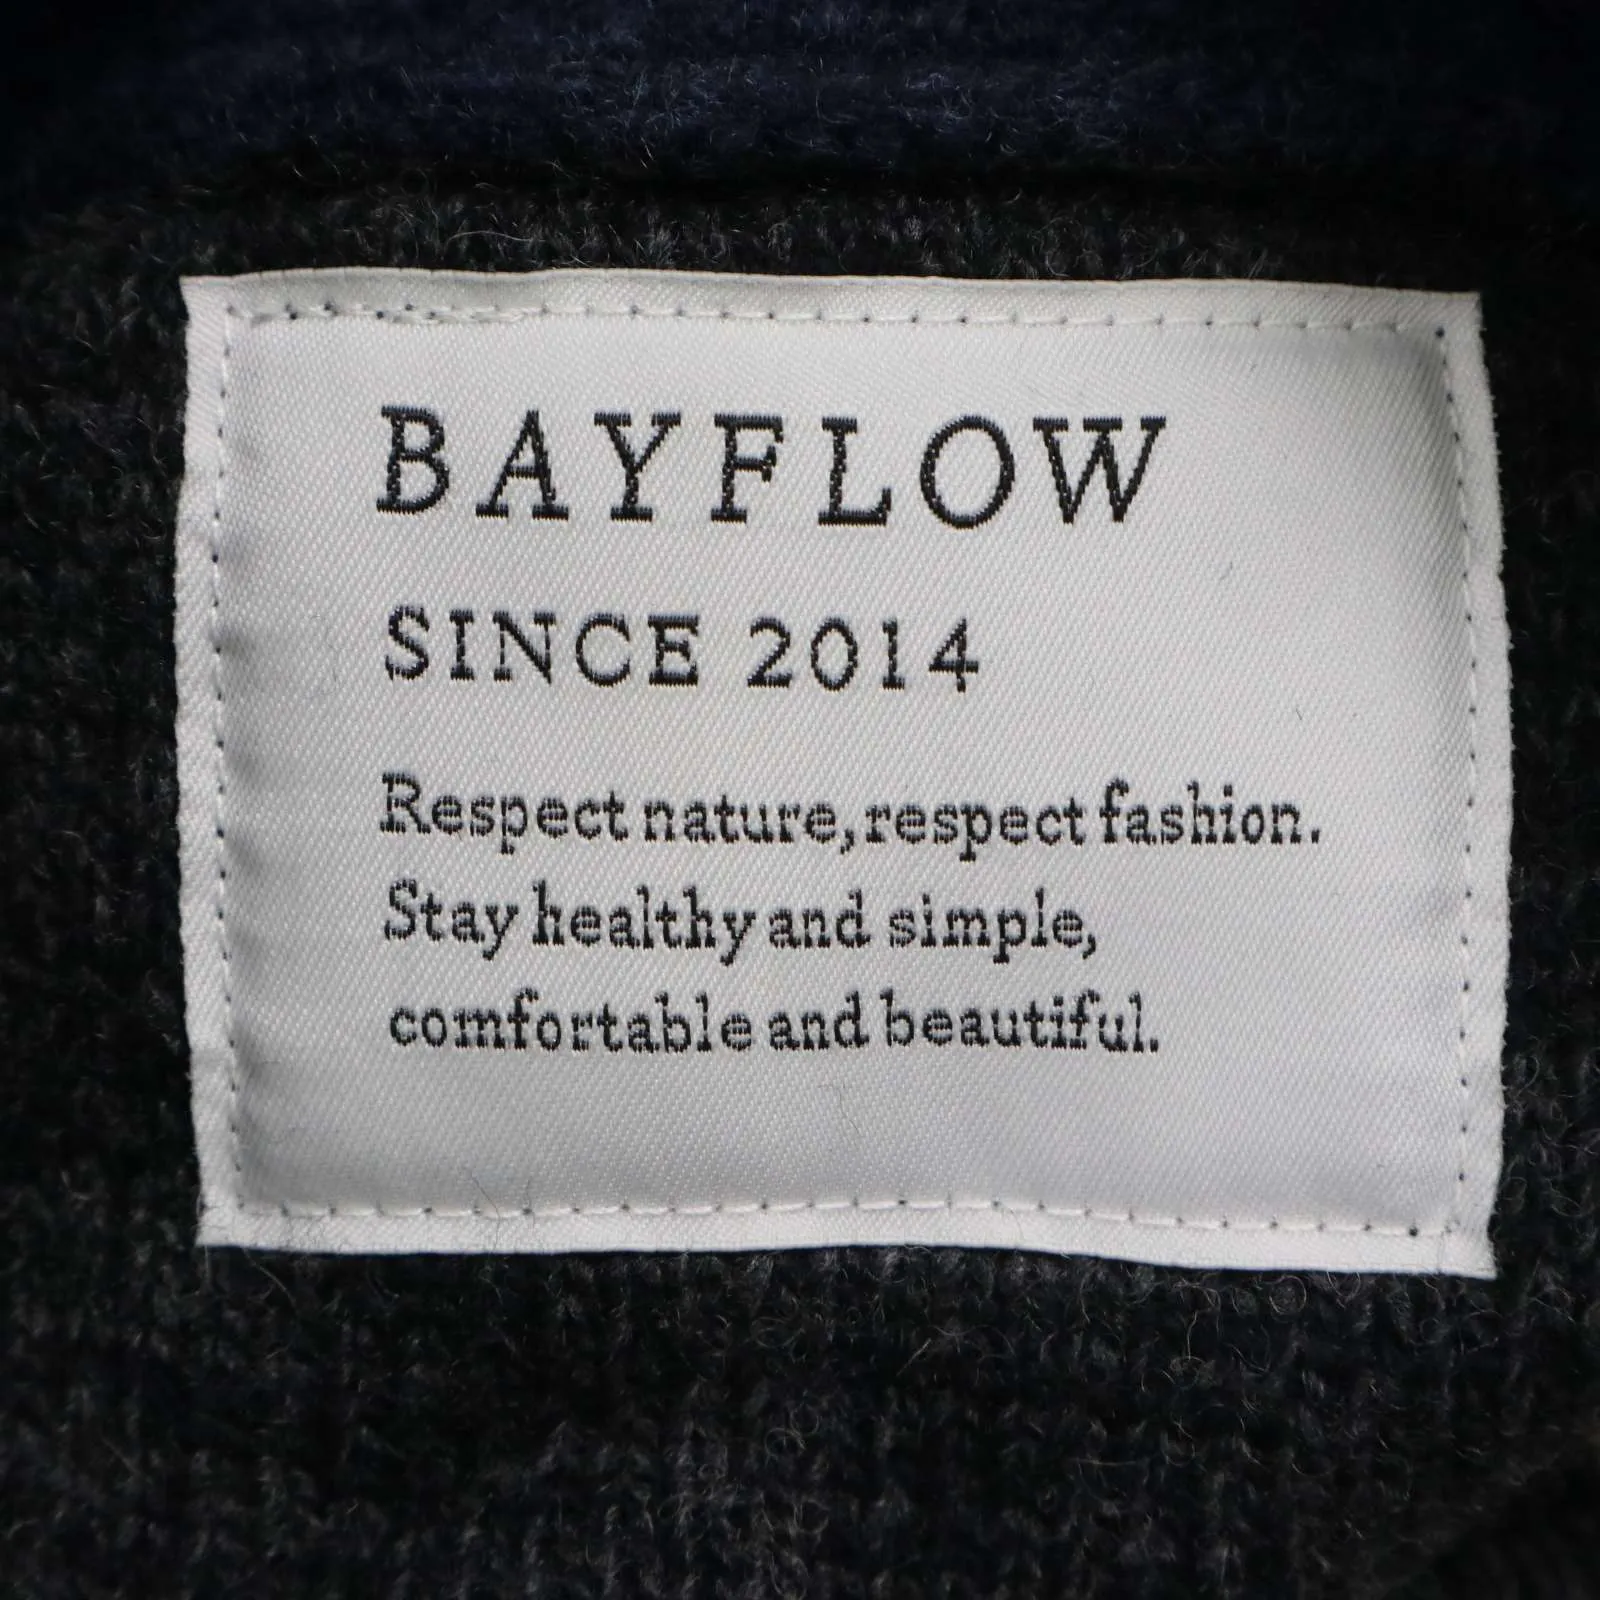 BAYFLOW
SINCE 2014
Respect nature, respect fashion.
Stay healthy and simple,
comfortable and beautiful.